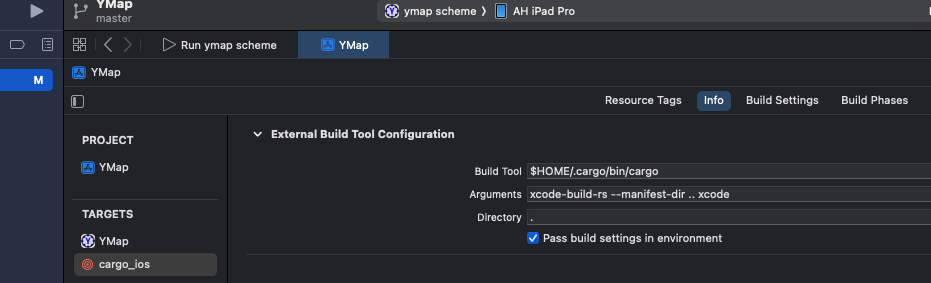 YMap
master
ymap scheme 〉 AH iPad Pro
Run ymap scheme
YMap
M
YMap
Resource Tags Info Build Settings Build Phases
External Build Tool Configuration
PROJECT
YMap
Build Tool $HOME/.cargo/bin/cargo
Arguments xcode-build-rs --manifest-dir .. xcode
TARGETS
Directory .
YMap
Pass build settings in environment
cargo_ios